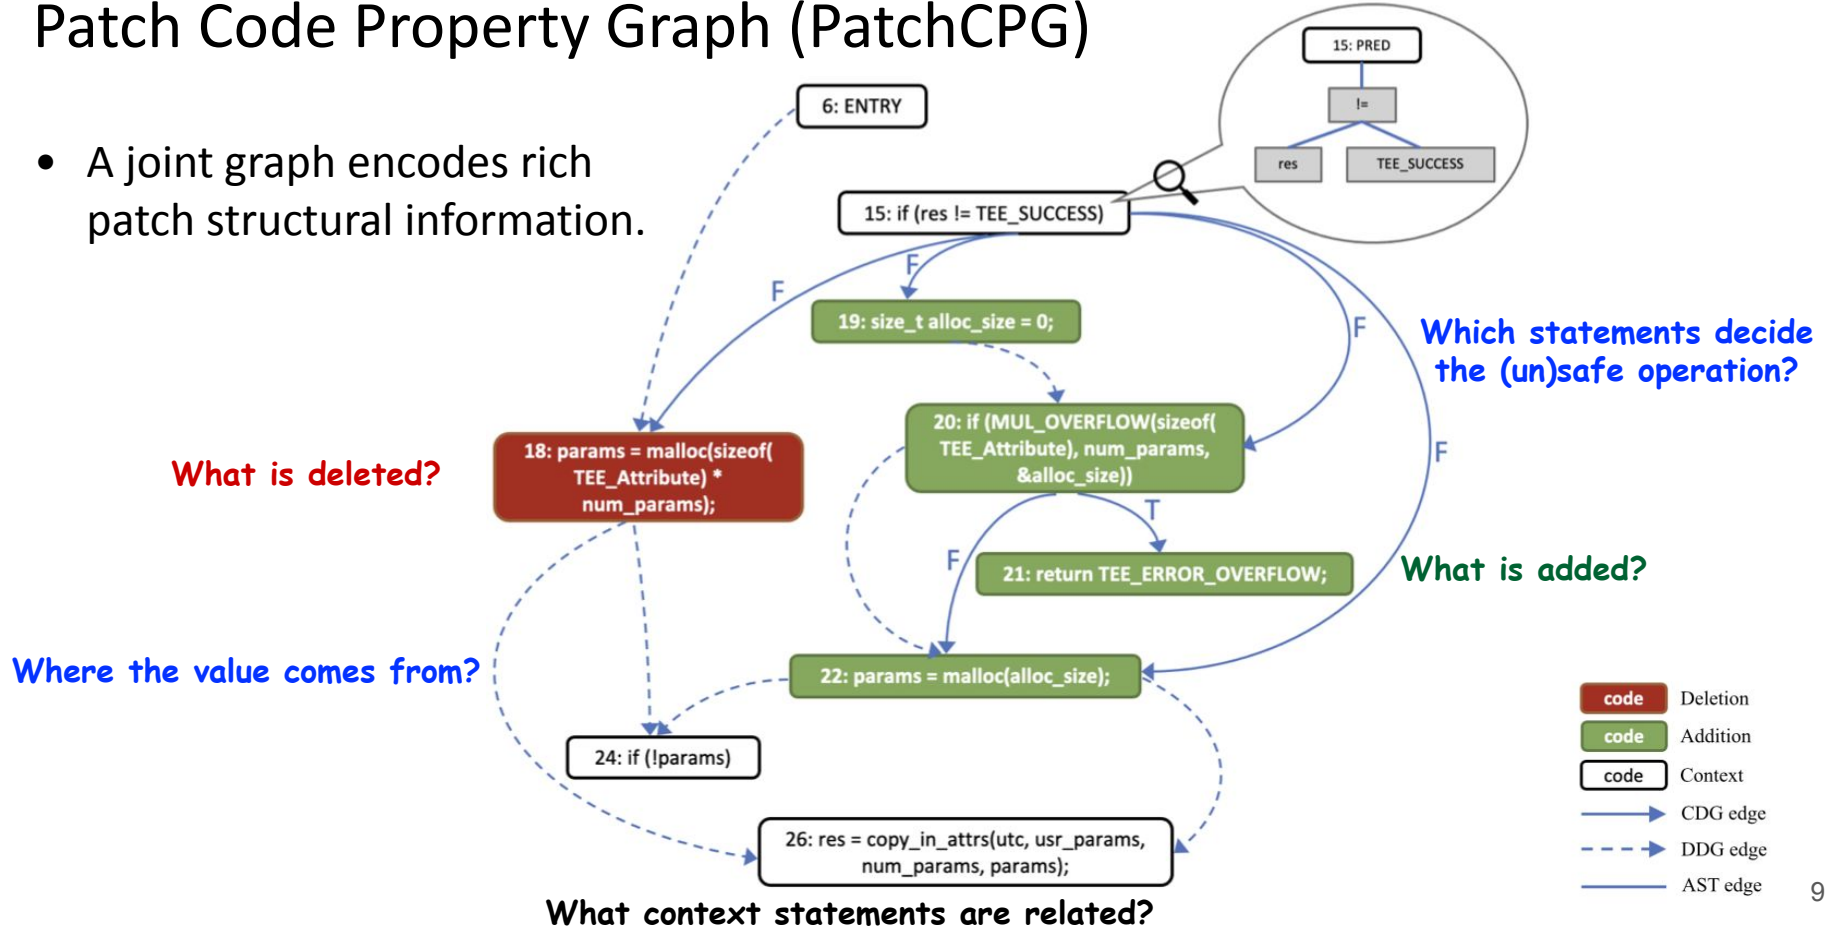 Patch Code Property Graph (PatchCPG)
• A joint graph encodes rich
patch structural information.
6: ENTRY
15: PRED
!=
res
TEE_SUCCESS
15: if (res != TEE_SUCCESS)
F
F
F
F
19: size_t alloc_size = 0;
Which statements decide
the (un)safe operation?
What is deleted?
18: params = malloc(sizeof(
TEE_Attribute) *
num_params);
20: if (MUL_OVERFLOW(sizeof(
TEE_Attribute), num_params,
&alloc_size))
T
F
21: return TEE_ERROR_OVERFLOW;
What is added?
Where the value comes from?
22: params = malloc(alloc_size);
24: if (!params)
26: res = copy_in_attrs(utc, usr_params,
num_params, params);
What context statements are related?
code Deletion
code Addition
code Context
CDG edge
DDG edge
AST edge
9